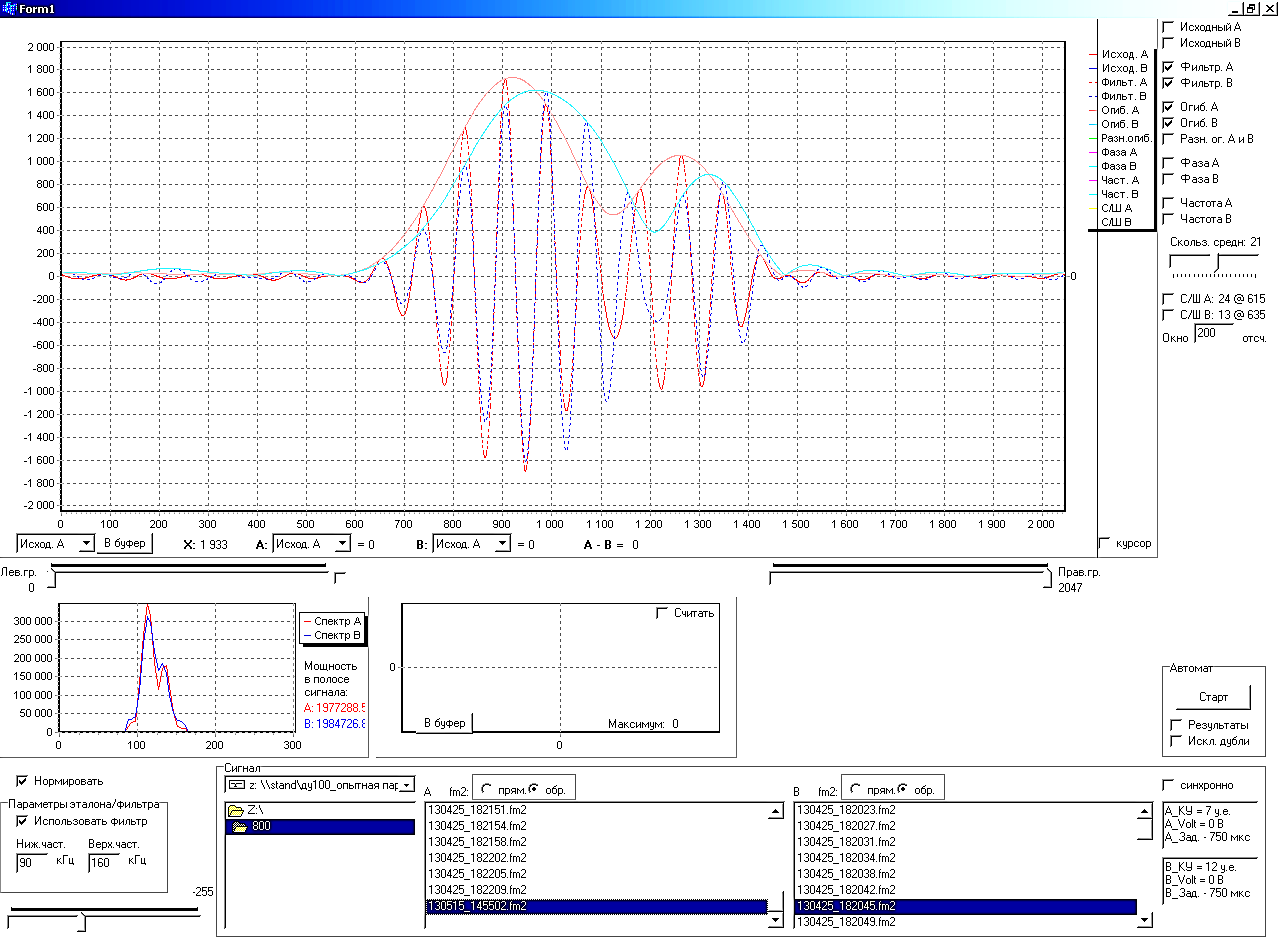 Form1
2 000
1 800
1 600
1 400
1 200
1 000
800
600
400
200
0
-200
-400
-600
-800
-1 000
-1 200
-1 400
-1 600
-1 800
-2 000
0 100 200 300 400 500 600 700 800 900 1 000 1 100 1 200 1 300 1 400 1 500 1 600 1 700 1 800 1 900 2 000
0
Исход. A
Исход. B
Фильт. A
Фильт. B
Огиб. A
Огиб. B
Разн.огиб.
Фаза A
Фаза B
Част. A
Част. B
С/Ш A
С/Ш B
Исходный A
Исходный B
Фильтр. A
Фильтр. B
Огиб. A
Огиб. B
Разн. ог. A и B
Фаза A
Фаза B
Частота A
Частота B
Скольз. средн: 21
С/Ш A: 24 @ 615
С/Ш B: 13 @ 635
Окно 200 отсч.
Исход. A В буфер X: 1 933 A: Исход. A = 0 B: Исход. A = 0 A - B = 0
курсор
Лев.гр.
0
Прав.гр.
2047
300 000
250 000
200 000
150 000
100 000
50 000
0
0 100 200 300
Спектр A
Спектр B
Мощность
в полосе
сигнала:
A: 1977288.5
B: 1984726.8
Считать
0
В буфер
Максимум: 0
0
Автомат
Старт
Результаты
Искл. дубли
Нормировать
Параметры эталона/фильтра
Использовать фильтр
Ниж.част. Верх.част.
90 кГц 160 кГц
-255
Сигнал
z: \\stand\ду100_опытная пар
Z:\
800
A fm2: прям. обр.
130425_182151.fm2
130425_182154.fm2
130425_182158.fm2
130425_182202.fm2
130425_182205.fm2
130425_182209.fm2
130515_145502.fm2
B fm2: прям. обр.
130425_182023.fm2
130425_182027.fm2
130425_182031.fm2
130425_182034.fm2
130425_182038.fm2
130425_182042.fm2
130425_182045.fm2
130425_182049.fm2
синхронно
A_КУ = 7 у.е.
A_Volt = 0 В
A_Зад. - 750 мкс
B_КУ = 12 у.е.
B_Volt = 0 В
B_Зад. - 750 мкс